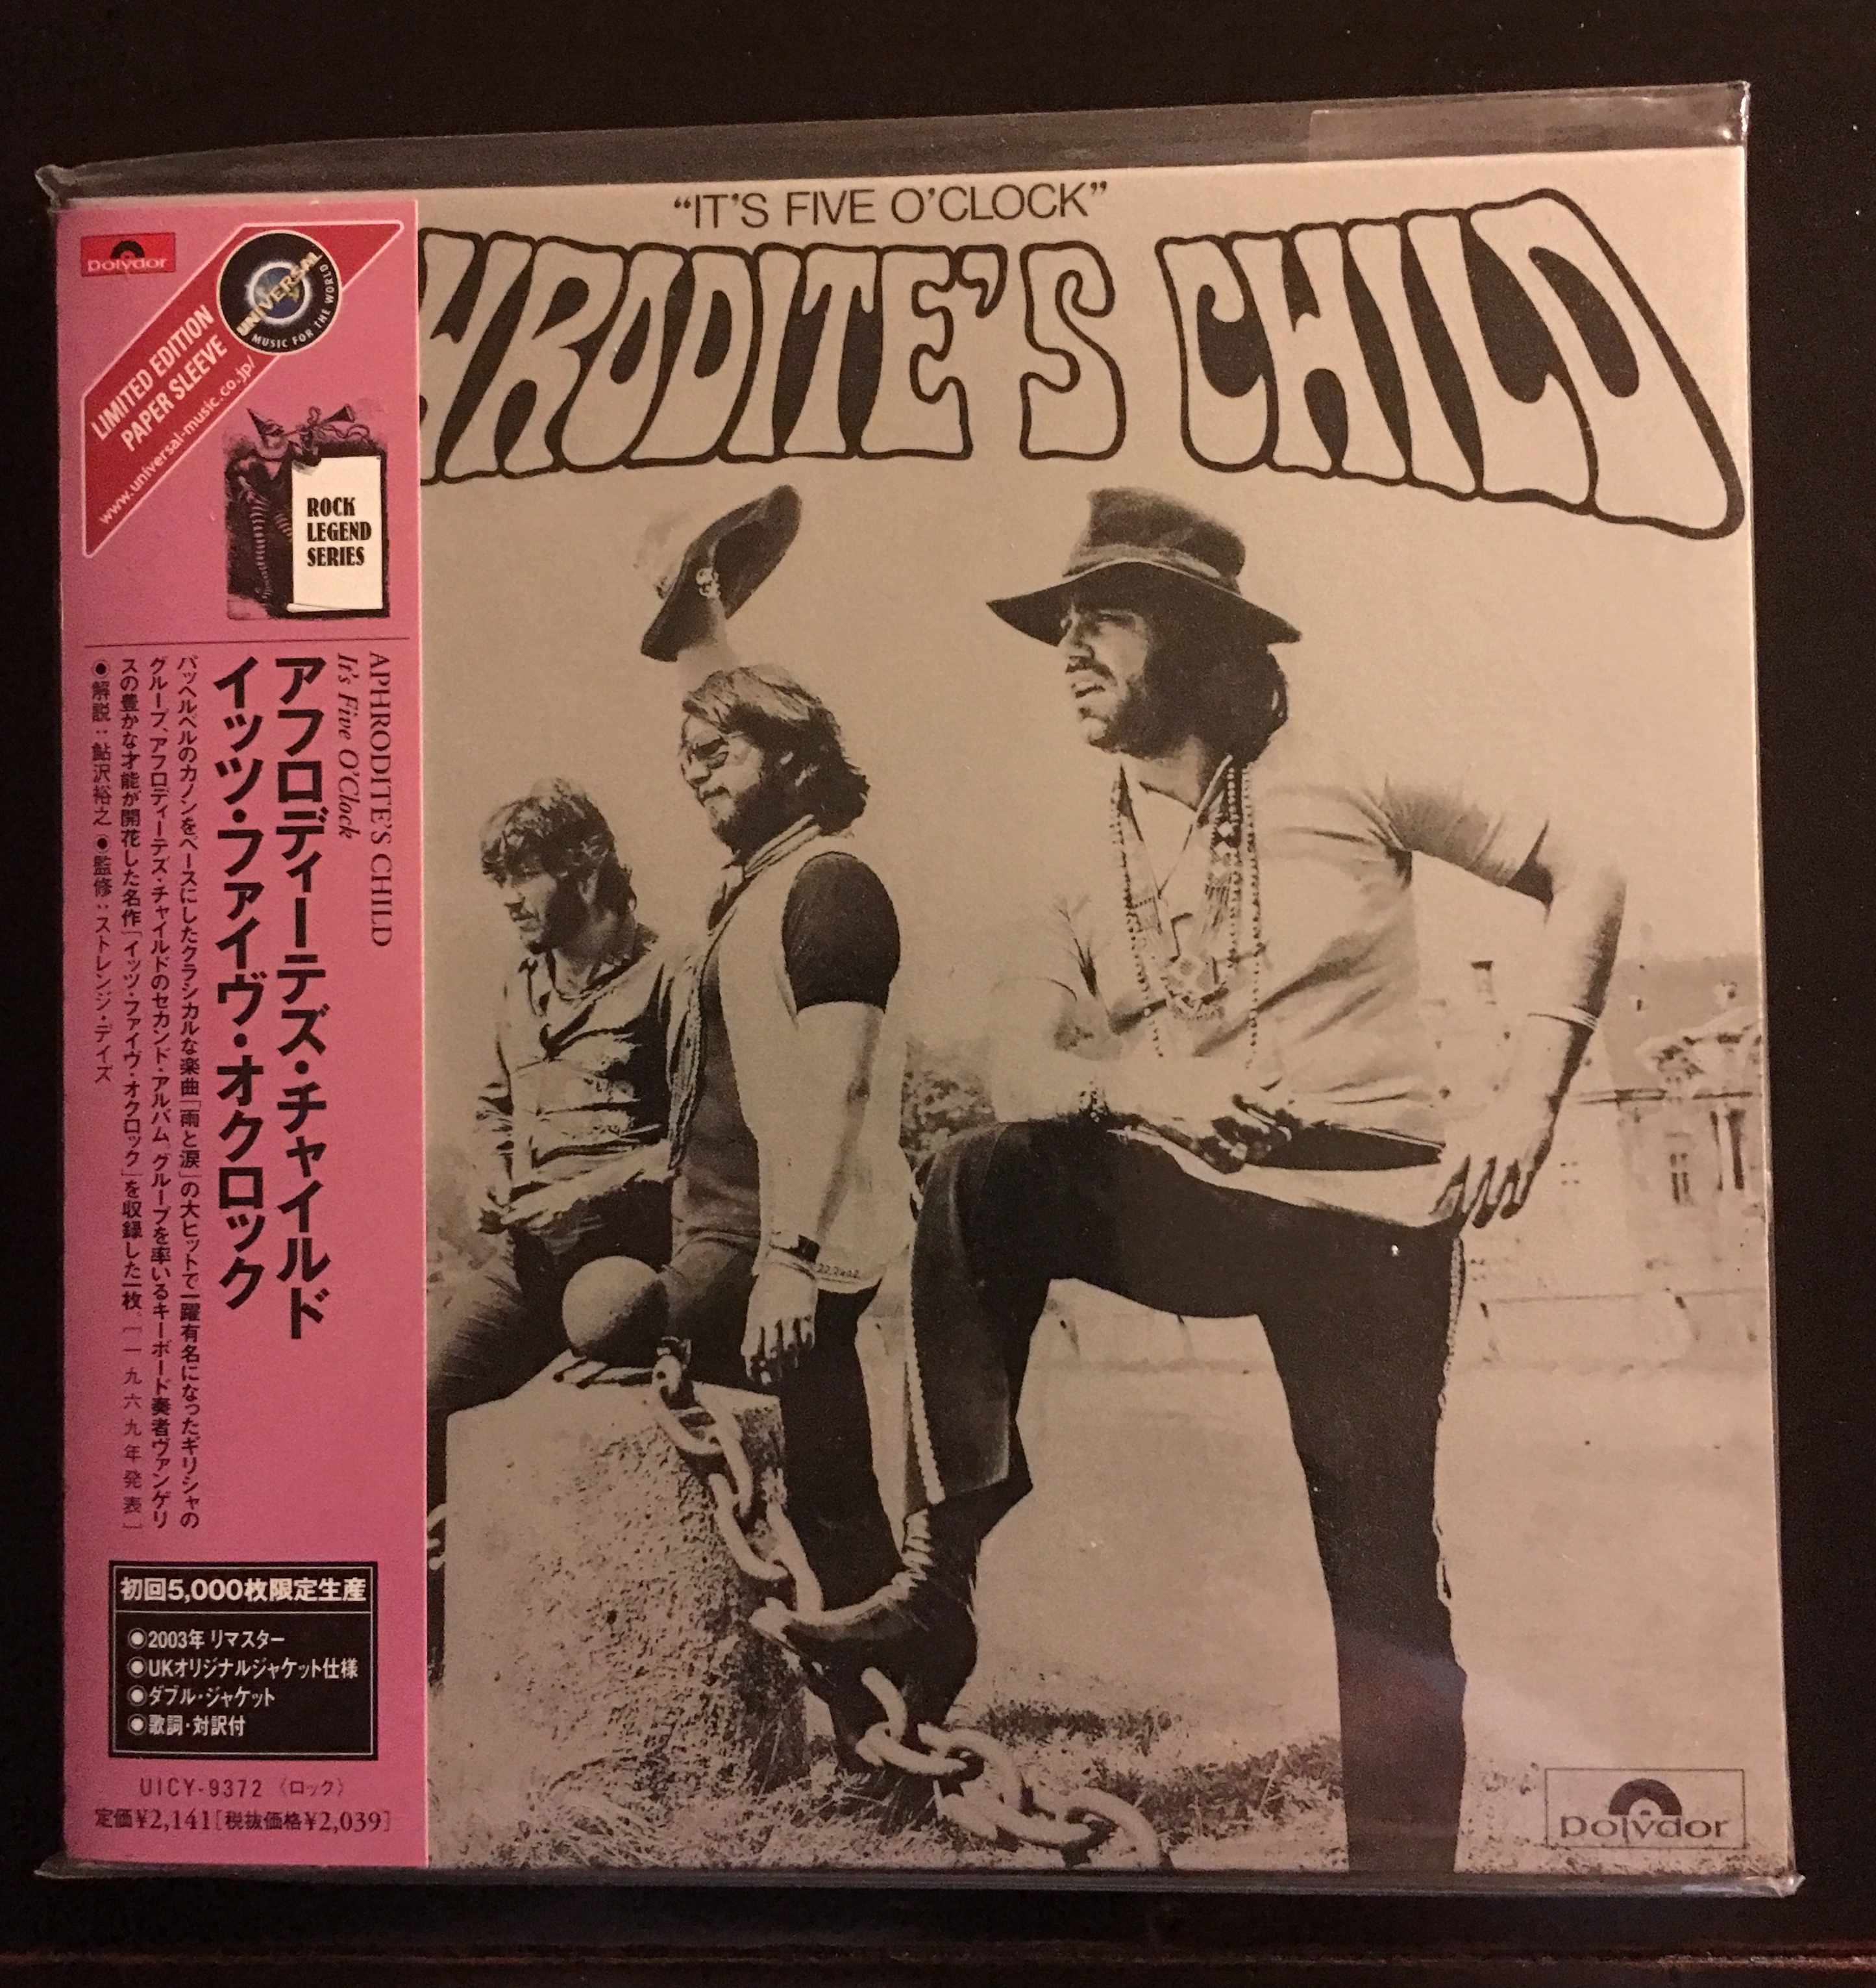 "IT'S FIVE O'CLOCK"
HRODITE'S CHILD
polydor
UNIVERSAL
MUSIC FOR THE WORLD
LIMITED EDITION
PAPER SLEEVE
www.universal-music.co.jp/
ROCK
LEGEND
SERIES
APHRODITE'S CHILD
It's Five O'Clock
アフロディーテズ・チャイルド
イッツ・ファイヴ・オクロック
パッヘルベルのカノンをベースにしたクラシカルな楽曲「雨と涙」の大ヒットで一躍有名になったギリシャの
グループ、アフロディーテズ・チャイルドのセカンド・アルバム。グループを率いるキーボード奏者ヴァンゲリ
スの豊かな才能が開花した名作「イッツ・ファイヴ・オクロック」を収録した一枚。[一九六九年発表]
●解説:鮎沢裕之 ●監修:ストレンジ・デイズ
初回5,000枚限定生産
◉2003年 リマスター
◉UKオリジナルジャケット仕様
◉ダブル・ジャケット
◉歌詞・対訳付
UICY-9372 〈ロック〉
定価¥2,141[税抜価格¥2,039]
polydor